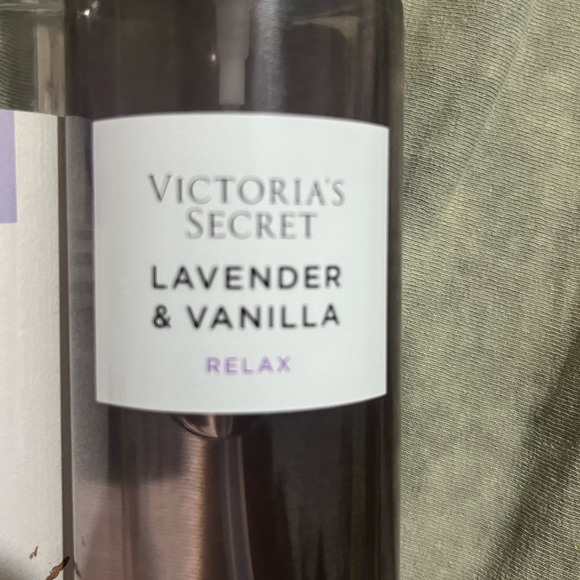 VICTORIA'S
SECRET
LAVENDER
& VANILLA
RELAX